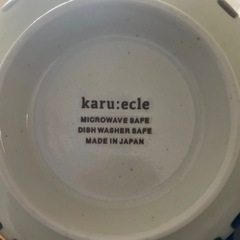 karu:ecle
MICROWAVE SAFE
DISH WASHER SAFE
MADE IN JAPAN